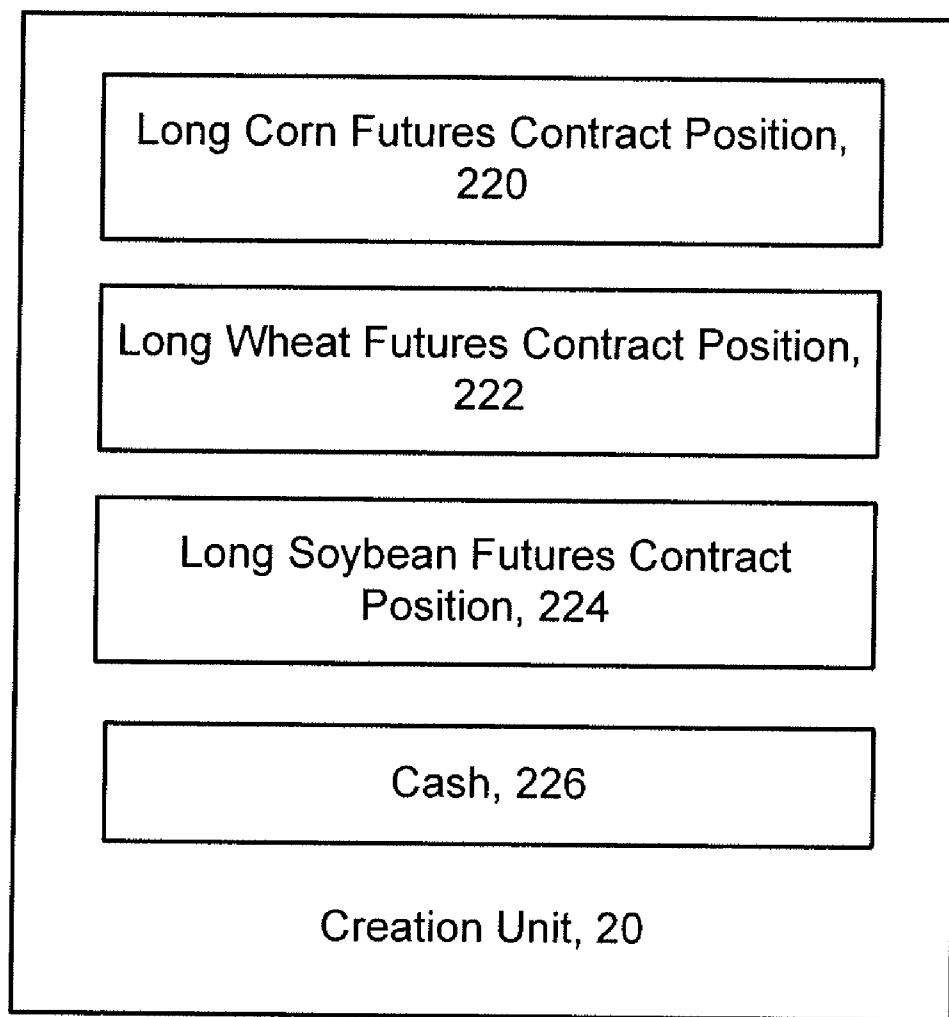 Long Corn Futures Contract Position,
220
Long Wheat Futures Contract Position,
222
Long Soybean Futures Contract
Position, 224
Cash, 226
Creation Unit, 20